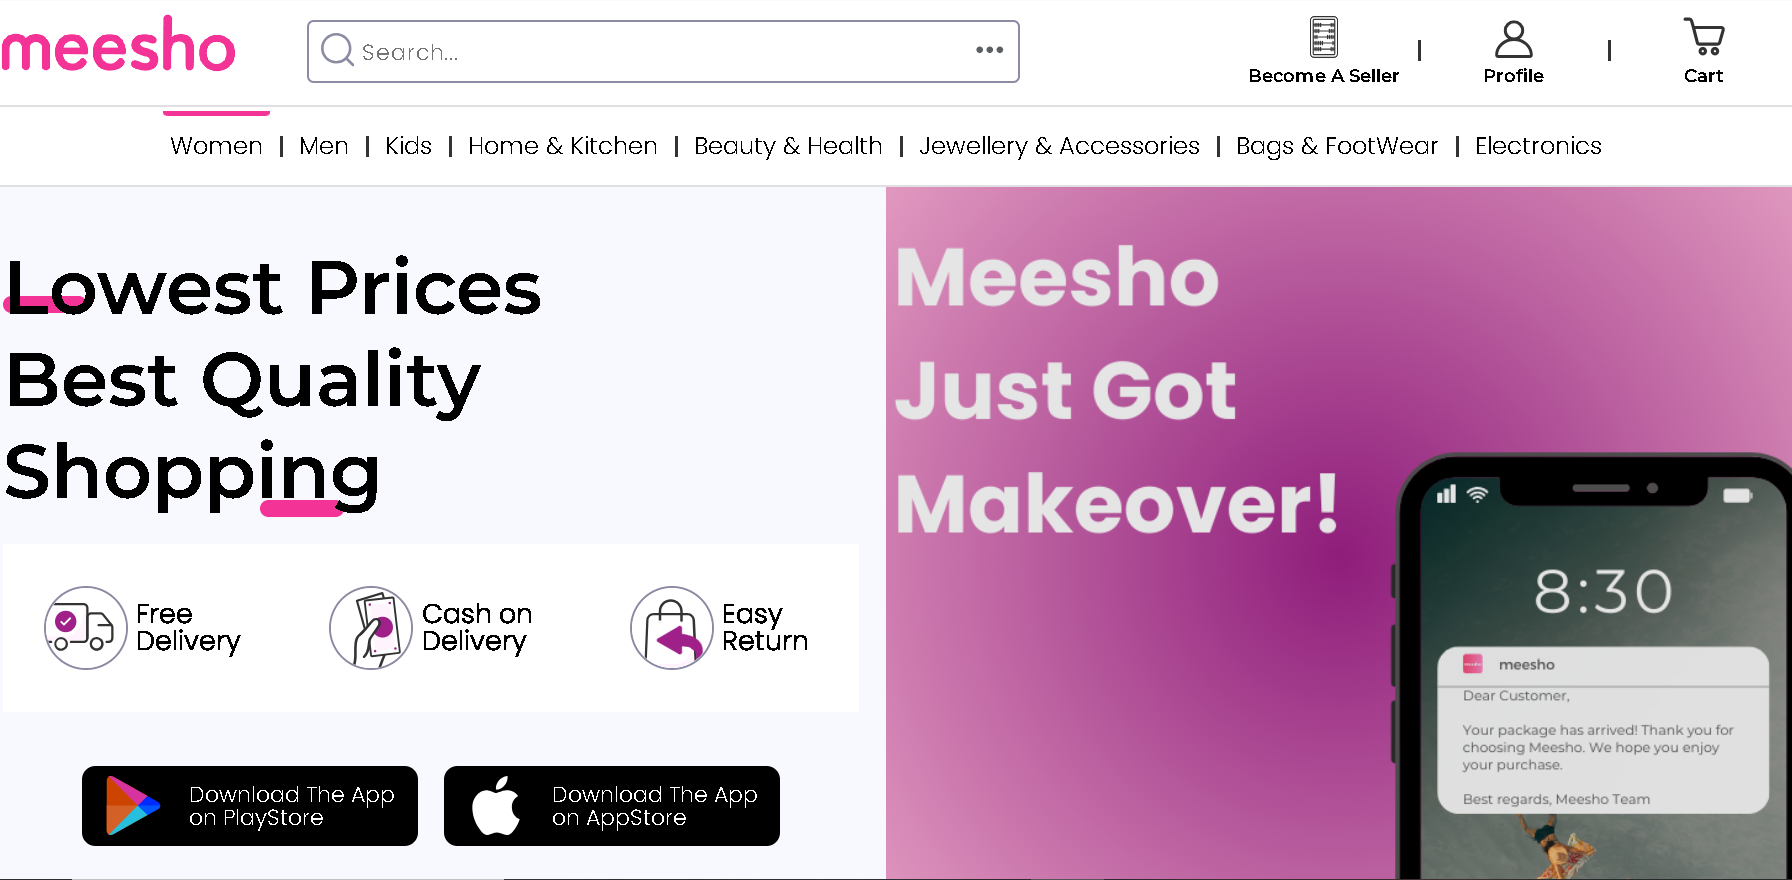 meesho
Search...
Become A Seller
Profile
Cart
Women | Men | Kids | Home & Kitchen | Beauty & Health | Jewellery & Accessories | Bags & FootWear | Electronics
Lowest Prices
Best Quality
Shopping
Free
Delivery
Cash on
Delivery
Easy
Return
Download The App
on PlayStore
Download The App
on AppStore
Meesho
Just Got
Makeover!
8:30
meesho
Dear Customer,
Your package has arrived! Thank you for
choosing Meesho. We hope you enjoy
your purchase.
Best regards, Meesho Team